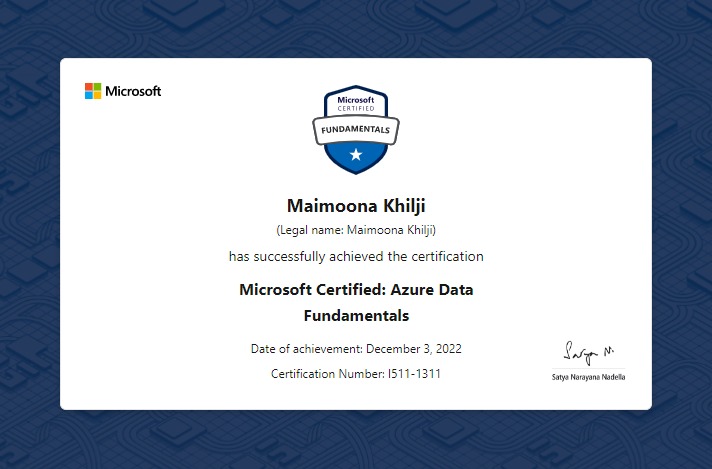 Microsoft
Microsoft
CERTIFIED
FUNDAMENTALS
Maimoona Khilji
(Legal name: Maimoona Khilji)
has successfully achieved the certification
Microsoft Certified: Azure Data
Fundamentals
Date of achievement: December 3, 2022
Certification Number: I511-1311
Satya N.
Satya Narayana Nadella